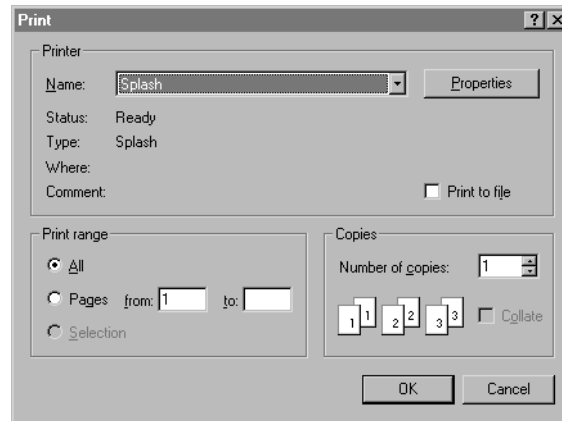 Print
Printer
Name: Splash Properties
Status: Ready
Type: Splash
Where:
Comment: Print to file
Print range
All
Pages from: 1 to:
Selection
Copies
Number of copies: 1
1 1 2 2 3 3 Collate
OK Cancel